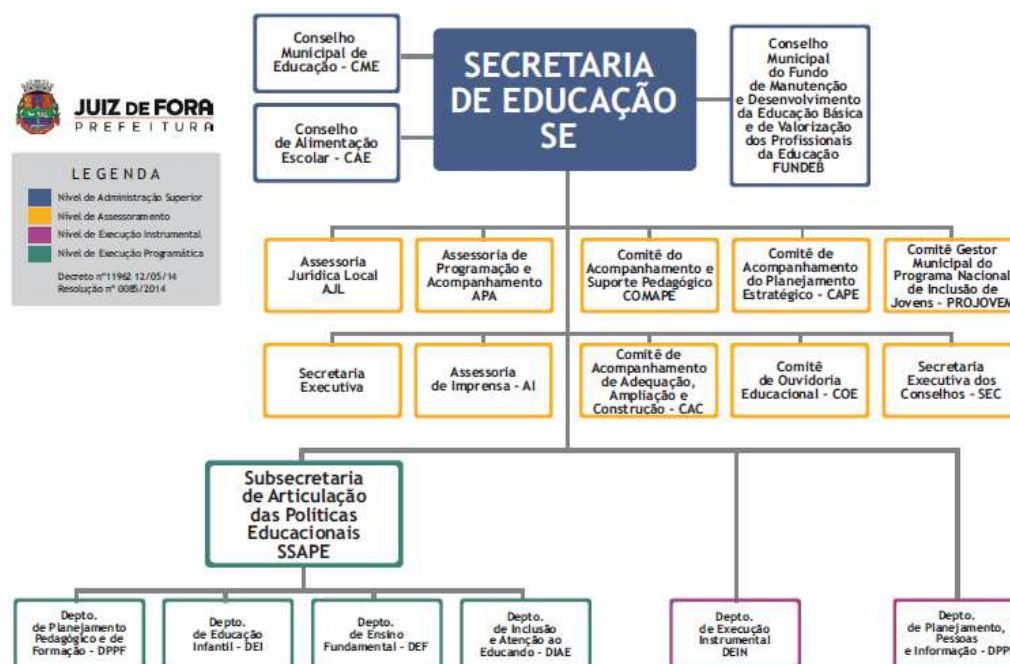 Conselho
Municipal de
Educação - CME
SECRETARIA
DE EDUCAÇÃO
SE
Conselho
Municipal
do Fundo
de Manutenção
e Desenvolvimento
da Educação Básica
e de Valorização
dos Profissionais
da Educação
FUNDEB
Conselho
de Alimentação
Escolar - CAE
JUIZ DE FORA
PREFEITURA
LEGENDA
Nível de Administração Superior
Nível de Assessoramento
Nível de Execução Instrumental
Nível de Execução Programática
Decreto nº11962 12/05/14
Resolução nº 0085/2014
Assessoria
Jurídica Local
AJL
Assessoria de
Programação e
Acompanhamento
APA
Comitê do
Acompanhamento e
Suporte Pedagógico
COMAPE
Comitê de
Acompanhamento
do Planejamento
Estratégico - CAPE
Comitê Gestor
Municipal do
Programa Nacional
de Inclusão de
Jovens - PROJOVEM
Secretaria
Executiva
Assessoria
de Imprensa - AI
Comitê de
Acompanhamento
de Adequação,
Ampliação e
Construção - CAC
Comitê
de Ouvidoria
Educacional - COE
Secretaria
Executiva dos
Conselhos - SEC
Subsecretaria
de Articulação
das Políticas
Educacionais
SSAPE
Depto.
de Planejamento
Pedagógico e de
Formação - DPPF
Depto.
de Educação
Infantil - DEI
Depto.
de Ensino
Fundamental - DEF
Depto.
de Inclusão
e Atenção ao
Educando - DIAE
Depto.
de Execução
Instrumental
DEIN
Depto.
de Planejamento,
Pessoas
e Informação - DPPI